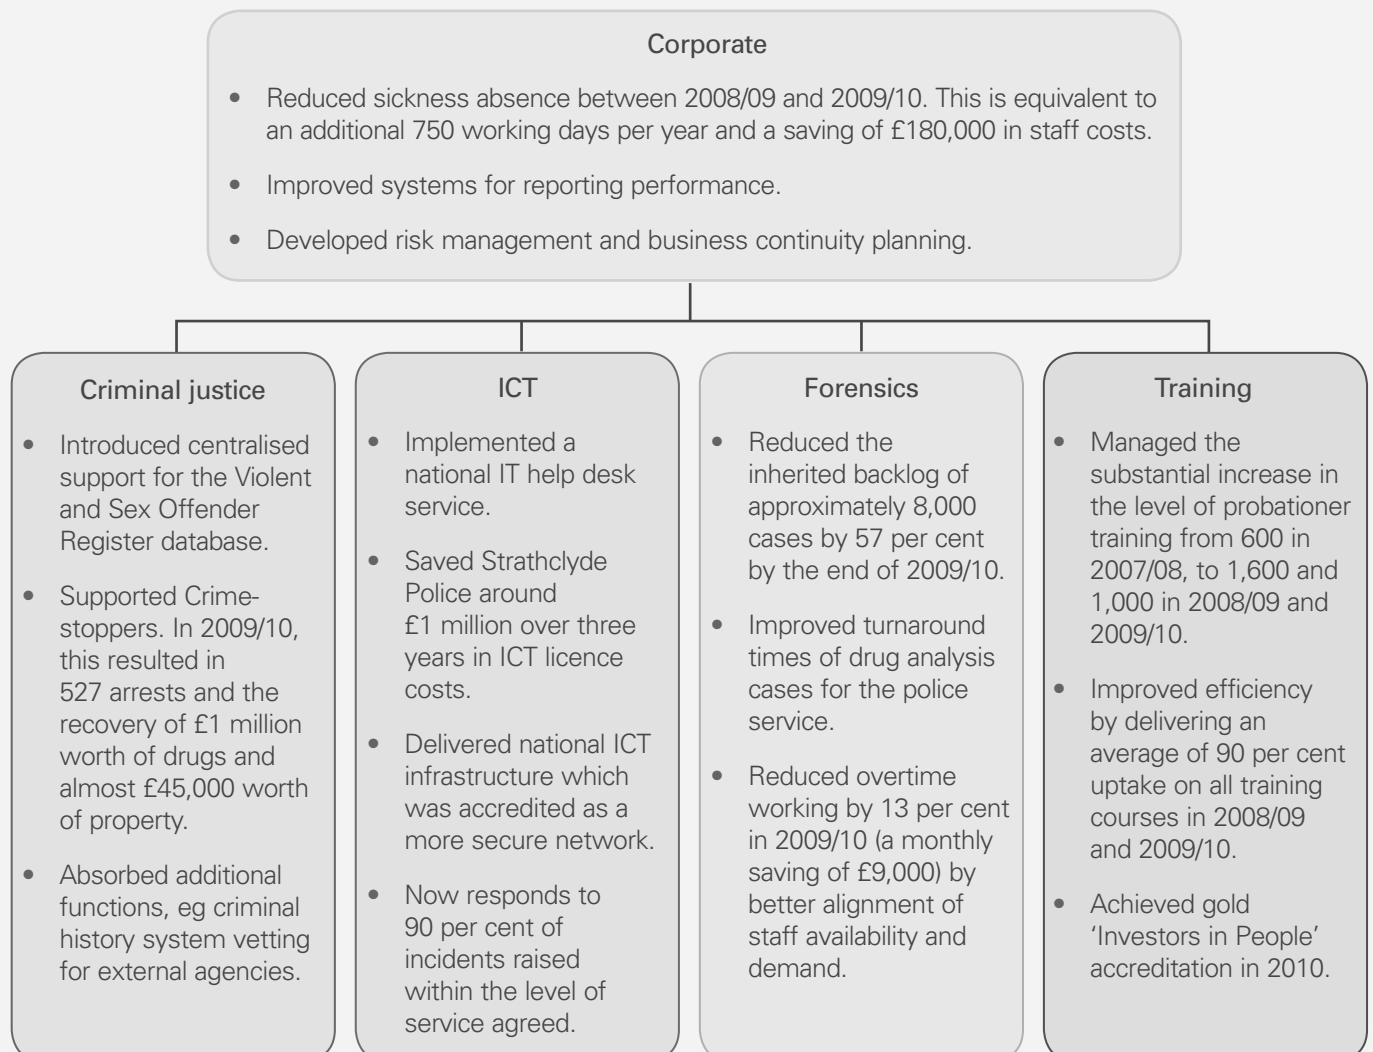 Corporate
• Reduced sickness absence between 2008/09 and 2009/10. This is equivalent to
an additional 750 working days per year and a saving of £180,000 in staff costs.
• Improved systems for reporting performance.
• Developed risk management and business continuity planning.
Criminal justice
• Introduced centralised
support for the Violent
and Sex Offender
Register database.
• Supported Crime-
stoppers. In 2009/10,
this resulted in
527 arrests and the
recovery of £1 million
worth of drugs and
almost £45,000 worth
of property.
• Absorbed additional
functions, eg criminal
history system vetting
for external agencies.
ICT
• Implemented a
national IT help desk
service.
• Saved Strathclyde
Police around
£1 million over three
years in ICT licence
costs.
• Delivered national ICT
infrastructure which
was accredited as a
more secure network.
• Now responds to
90 per cent of
incidents raised
within the level of
service agreed.
Forensics
• Reduced the
inherited backlog of
approximately 8,000
cases by 57 per cent
by the end of 2009/10.
• Improved turnaround
times of drug analysis
cases for the police
service.
• Reduced overtime
working by 13 per cent
in 2009/10 (a monthly
saving of £9,000) by
better alignment of
staff availability and
demand.
Training
• Managed the
substantial increase in
the level of probationer
training from 600 in
2007/08, to 1,600 and
1,000 in 2008/09 and
2009/10.
• Improved efficiency
by delivering an
average of 90 per cent
uptake on all training
courses in 2008/09
and 2009/10.
• Achieved gold
‘Investors in People’
accreditation in 2010.